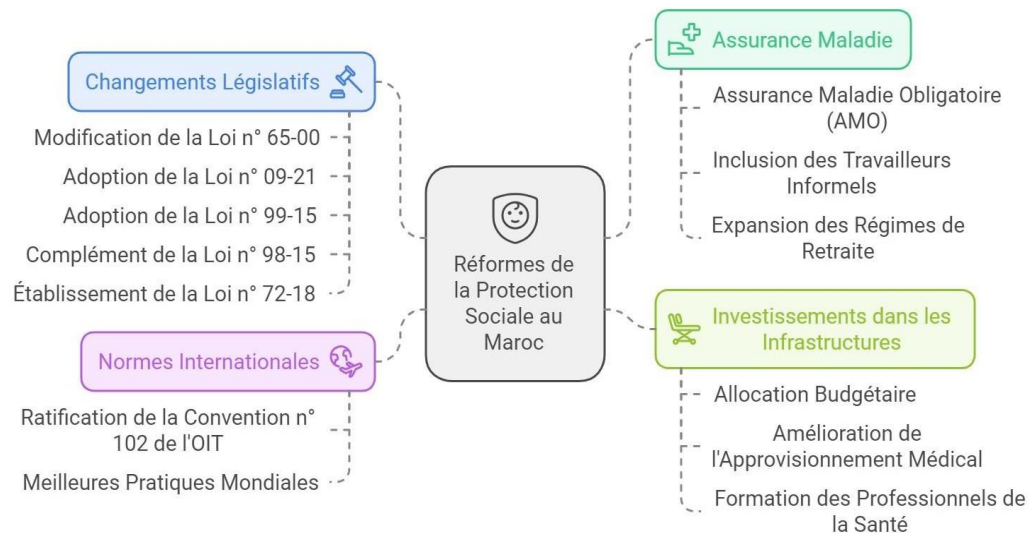 Changements Législatifs
Modification de la Loi n° 65-00
Adoption de la Loi n° 09-21
Adoption de la Loi n° 99-15
Complément de la Loi n° 98-15
Établissement de la Loi n° 72-18
Normes Internationales
Ratification de la Convention n°
102 de l'OIT
Meilleures Pratiques Mondiales
Réformes de
la Protection
Sociale au
Maroc
Assurance Maladie
Assurance Maladie Obligatoire
(AMO)
Inclusion des Travailleurs
Informels
Expansion des Régimes de
Retraite
Investissements dans les
Infrastructures
Allocation Budgétaire
Amélioration de
l'Approvisionnement Médical
Formation des Professionnels de
la Santé